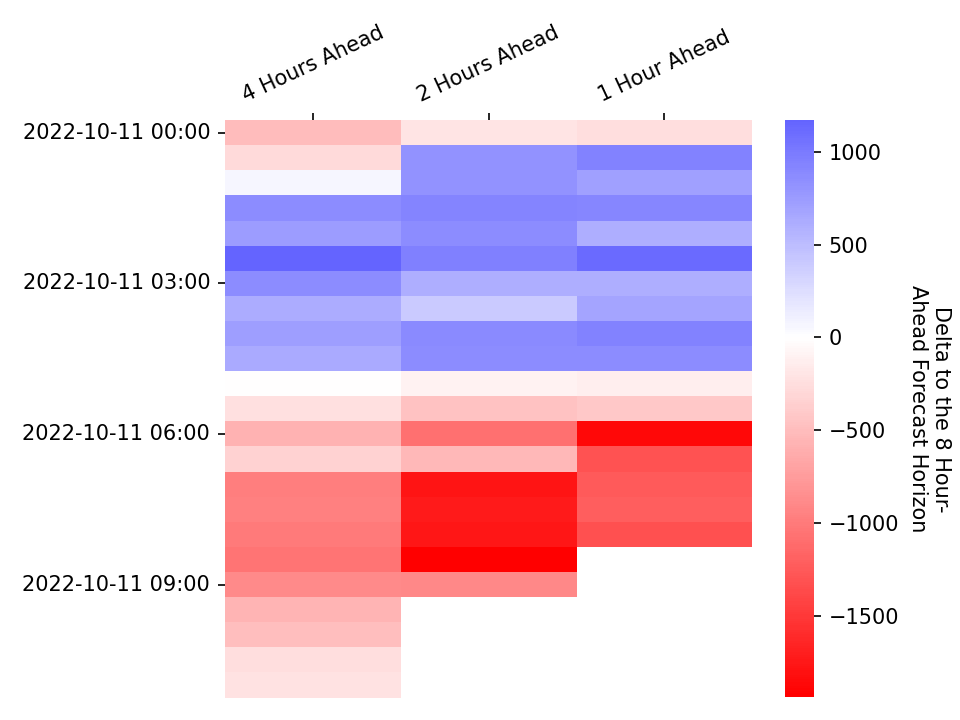 4 Hours Ahead
2 Hours Ahead
1 Hour Ahead
2022-10-11 00:00
2022-10-11 03:00
2022-10-11 06:00
2022-10-11 09:00
1000
500
0
−500
−1000
−1500
Delta to the 8 Hour-
Ahead Forecast Horizon